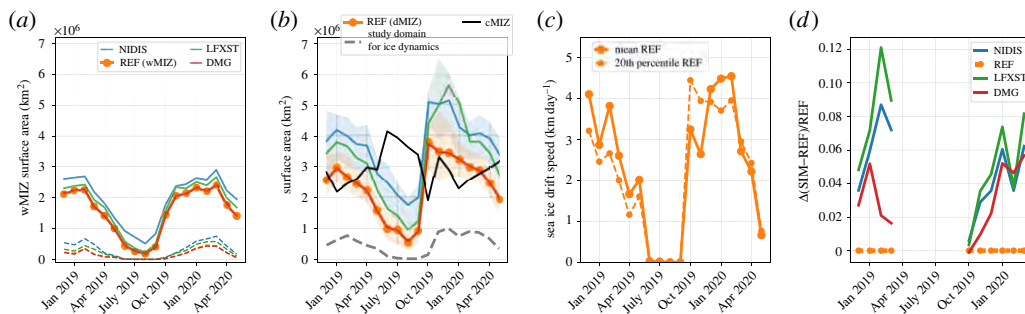 (a)
×10⁶
wMIZ surface area (km²)
7
6
5
4
3
2
1
0
NIDIS
REF (wMIZ)
LFXST
DMG
Jan 2019
Apr 2019
July 2019
Oct 2019
Jan 2020
Apr 2020
(b)
×10⁶
surface area (km²)
7
6
5
4
3
2
1
0
REF (dMIZ)
study domain
for ice dynamics
cMIZ
Jan 2019
Apr 2019
July 2019
Oct 2019
Jan 2020
Apr 2020
(c)
sea ice drift speed (km day⁻¹)
5
4
3
2
1
0
mean REF
20th percentile REF
Jan 2019
Apr 2019
July 2019
Oct 2019
Jan 2020
Apr 2020
(d)
Δ(SIM−REF)/REF
0.12
0.10
0.08
0.06
0.04
0.02
0
NIDIS
REF
LFXST
DMG
Jan 2019
Apr 2019
July 2019
Oct 2019
Jan 2020
Apr 2020